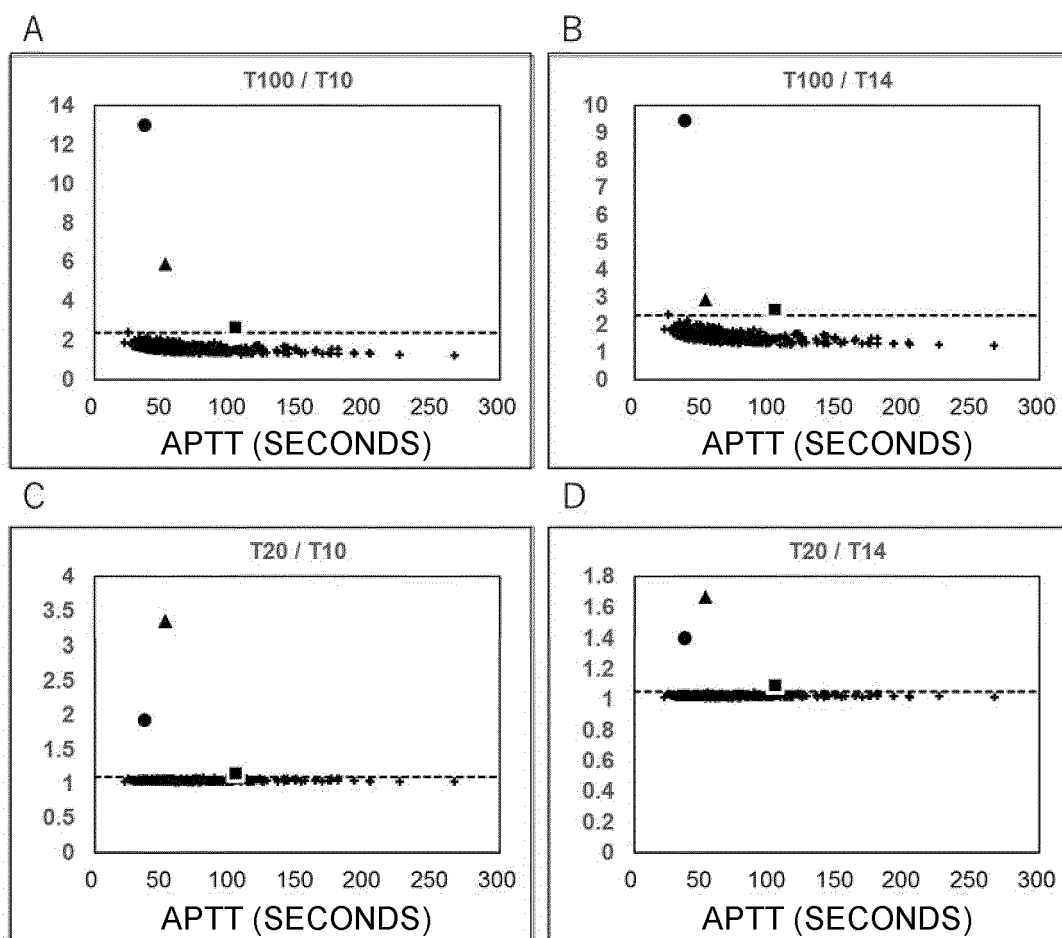 A
T100 / T10
14
12
10
8
6
4
2
0
0 50 100 150 200 250 300
APTT (SECONDS)
B
T100 / T14
10
9
8
7
6
5
4
3
2
1
0
0 50 100 150 200 250 300
APTT (SECONDS)
C
T20 / T10
4
3.5
3
2.5
2
1.5
1
0.5
0
0 50 100 150 200 250 300
APTT (SECONDS)
D
T20 / T14
1.8
1.6
1.4
1.2
1
0.8
0.6
0.4
0.2
0
0 50 100 150 200 250 300
APTT (SECONDS)